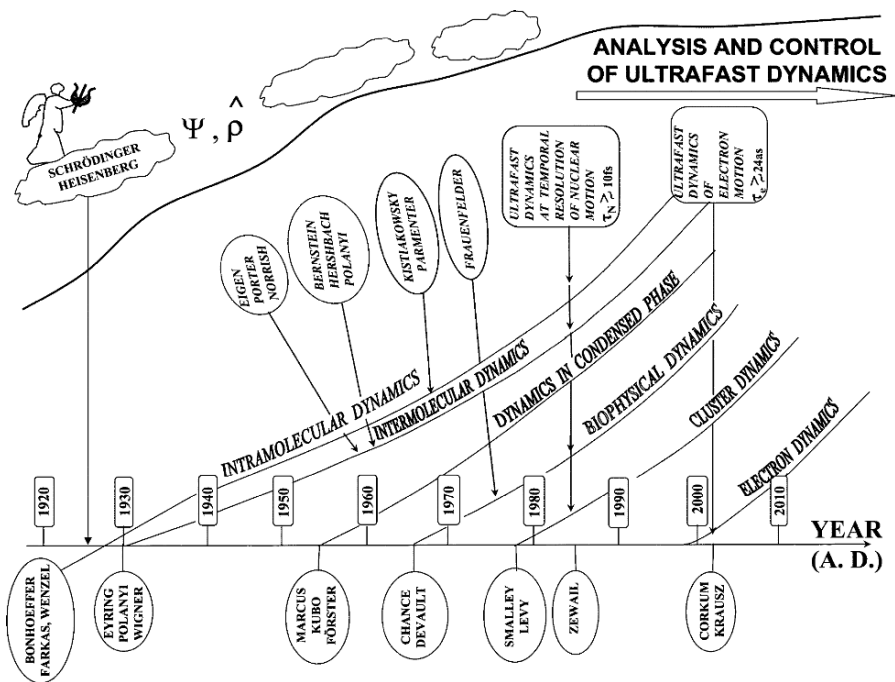 ANALYSIS AND CONTROL
OF ULTRAFAST DYNAMICS
SCHRÖDINGER
HEISENBERG
Ψ , ρ̂
EIGEN
PORTER
NORRISH
BERNSTEIN
HERSHBACH
POLANYI
KISTIAKOWSKY
PARMENTER
FRAUENFELDER
ULTRAFAST
DYNAMICS
AT TEMPORAL
RESOLUTION
OF NUCLEAR
MOTION
τN ≥ 10fs
ULTRAFAST
DYNAMICS
OF
ELECTRON
MOTION
τe ≥ 24as
INTRAMOLECULAR DYNAMICS
INTERMOLECULAR DYNAMICS
DYNAMICS IN CONDENSED PHASE
BIOPHYSICAL DYNAMICS
CLUSTER DYNAMICS
ELECTRON DYNAMICS
1920
1930
1940
1950
1960
1970
1980
1990
2000
2010
YEAR
(A. D.)
BONHOEFFER
FARKAS, WENZEL
EYRING
POLANYI
WIGNER
MARCUS
KUBO
FÖRSTER
CHANCE
DEVAULT
SMALLEY
LEVY
ZEWAIL
CORKUM
KRAUSZ